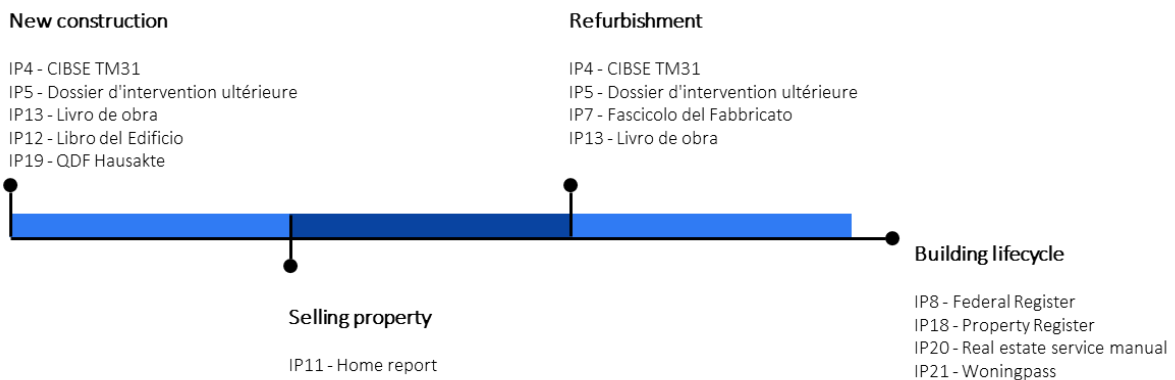 New construction
IP4 - CIBSE TM31
IP5 - Dossier d'intervention ultérieure
IP13 - Livro de obra
IP12 - Libro del Edificio
IP19 - QDF Hausakte
Refurbishment
IP4 - CIBSE TM31
IP5 - Dossier d'intervention ultérieure
IP7 - Fascicolo del Fabbricato
IP13 - Livro de obra
Selling property
IP11 - Home report
Building lifecycle
IP8 - Federal Register
IP18 - Property Register
IP20 - Real estate service manual
IP21 - Woningpass